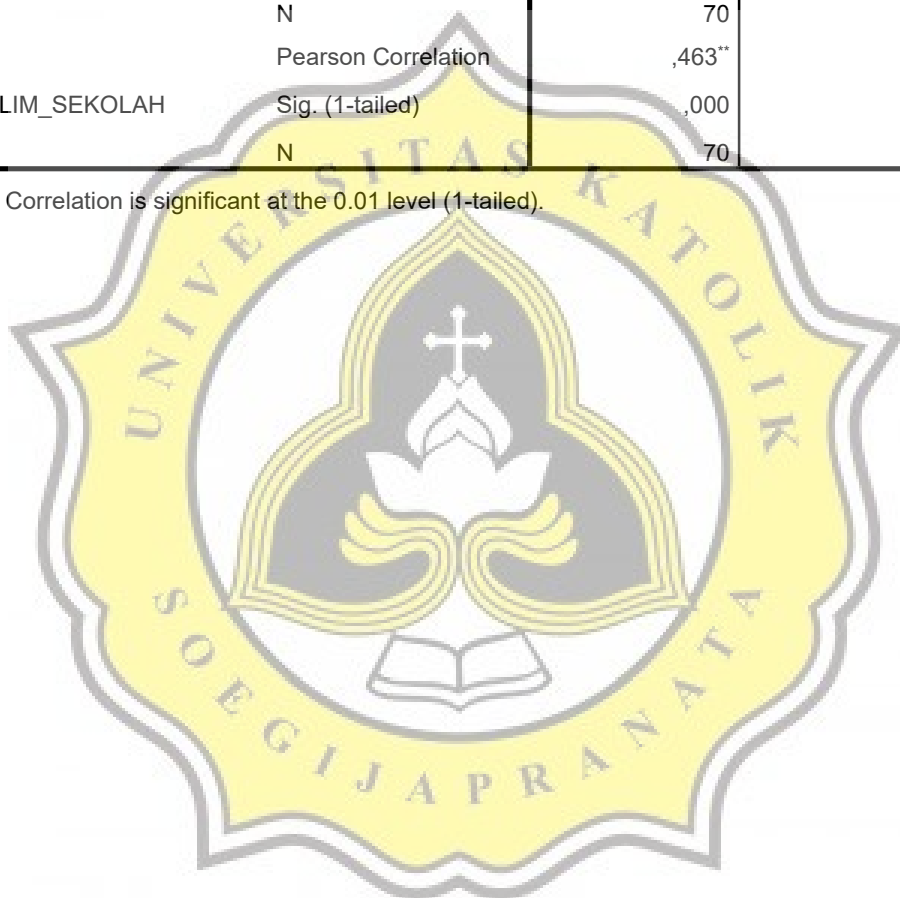 N 70
Pearson Correlation ,463**
LIM_SEKOLAH Sig. (1-tailed) ,000
N 70
Correlation is significant at the 0.01 level (1-tailed).
UNIVERSITAS KATOLIK
SOEGIJAPRANATA